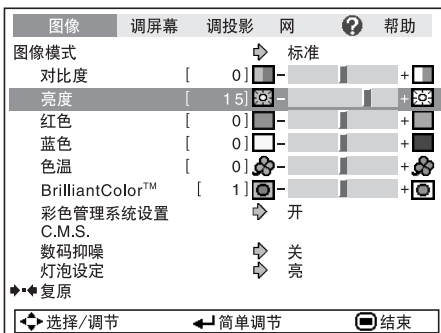 图像 调屏幕 调投影 网 ? 帮助
图像模式 标准
对比度 [ 0] - +
亮度 [ 15] - +
红色 [ 0] - +
蓝色 [ 0] - +
色温 [ 0] - +
BrilliantColor™ [ 1] - +
彩色管理系统设置 开
C.M.S.
数码抑噪 关
灯泡设定 亮
复原
选择/调节 简单调节 结束